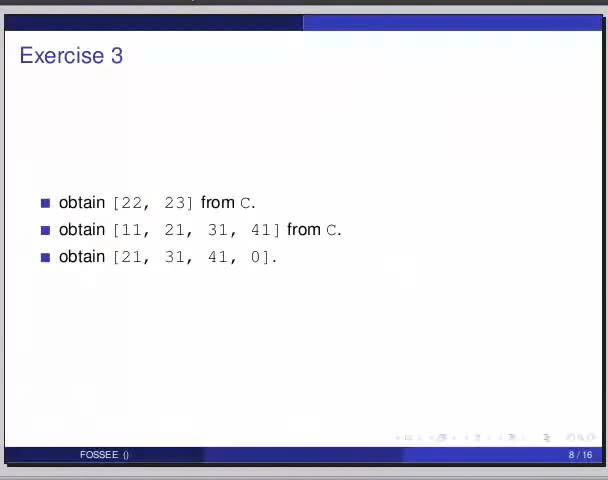 Exercise 3
obtain [22, 23] from C.
obtain [11, 21, 31, 41] from C.
obtain [21, 31, 41, 0].
FOSSEE () 8 / 16